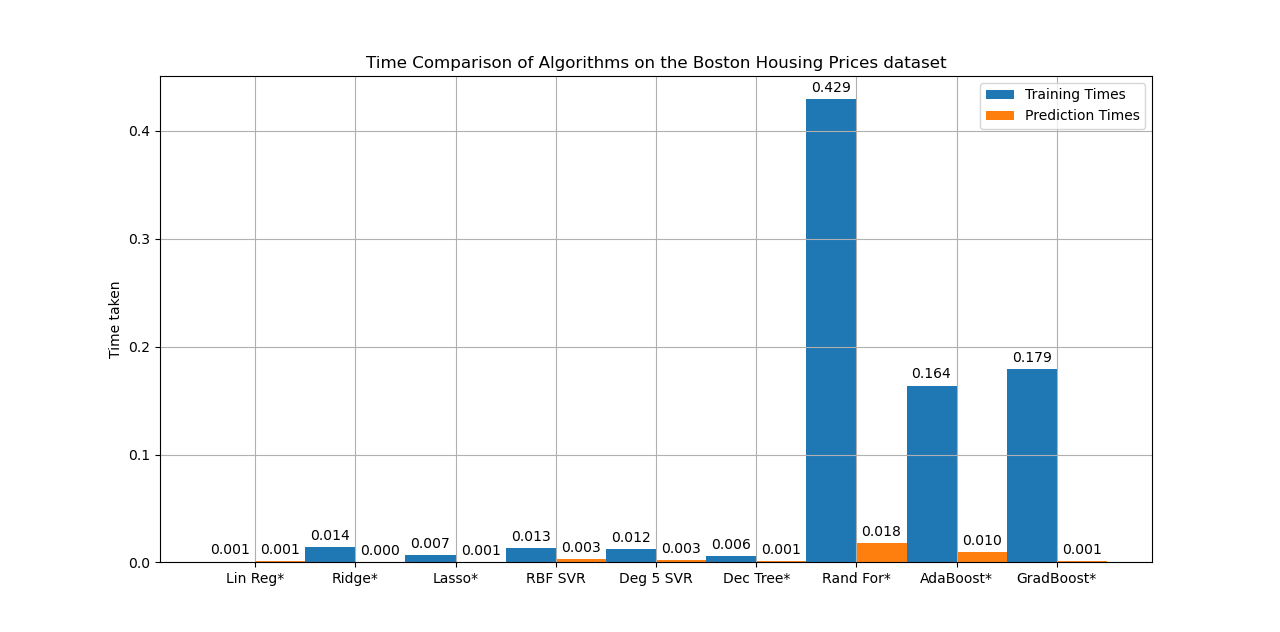 Time Comparison of Algorithms on the Boston Housing Prices dataset
Training Times
Prediction Times
Time taken
0.4
0.3
0.2
0.1
0.0
0.001 0.001 0.014 0.000 0.007 0.001 0.013 0.003 0.012 0.003 0.006 0.001 0.429 0.018 0.164 0.010 0.179 0.001
Lin Reg* Ridge* Lasso* RBF SVR Deg 5 SVR Dec Tree* Rand For* AdaBoost* GradBoost*